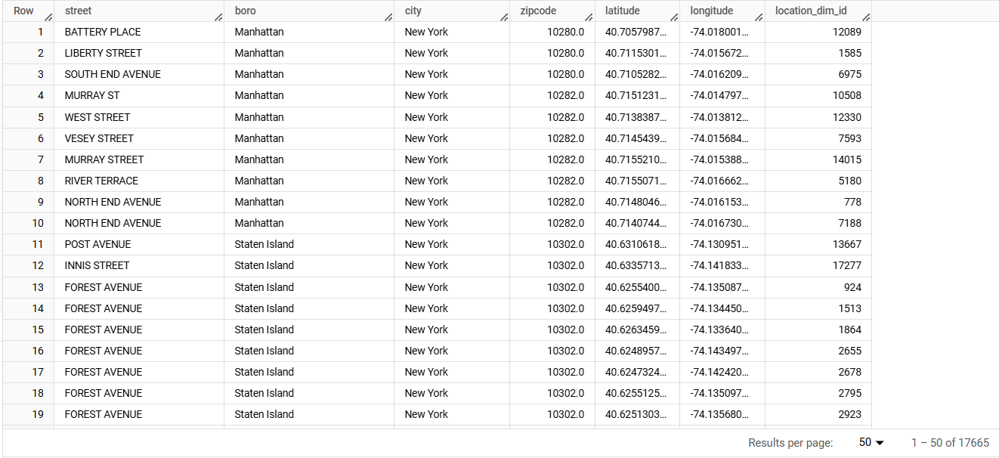 Row street boro city zipcode latitude longitude location_dim_id
1 BATTERY PLACE Manhattan New York 10280.0 40.7057987... -74.018001... 12089
2 LIBERTY STREET Manhattan New York 10280.0 40.7115301... -74.015672... 1585
3 SOUTH END AVENUE Manhattan New York 10280.0 40.7105282... -74.016209... 6975
4 MURRAY ST Manhattan New York 10282.0 40.7151231... -74.014797... 10508
5 WEST STREET Manhattan New York 10282.0 40.7138387... -74.013812... 12330
6 VESEY STREET Manhattan New York 10282.0 40.7145439... -74.015684... 7593
7 MURRAY STREET Manhattan New York 10282.0 40.7155210... -74.015388... 14015
8 RIVER TERRACE Manhattan New York 10282.0 40.7155071... -74.016662... 5180
9 NORTH END AVENUE Manhattan New York 10282.0 40.7148046... -74.016153... 778
10 NORTH END AVENUE Manhattan New York 10282.0 40.7140744... -74.016730... 7188
11 POST AVENUE Staten Island New York 10302.0 40.6310618... -74.130951... 13667
12 INNIS STREET Staten Island New York 10302.0 40.6335713... -74.141833... 17277
13 FOREST AVENUE Staten Island New York 10302.0 40.6255400... -74.135087... 924
14 FOREST AVENUE Staten Island New York 10302.0 40.6259497... -74.134450... 1513
15 FOREST AVENUE Staten Island New York 10302.0 40.6263459... -74.133640... 1864
16 FOREST AVENUE Staten Island New York 10302.0 40.6248957... -74.143497... 2655
17 FOREST AVENUE Staten Island New York 10302.0 40.6247324... -74.142420... 2678
18 FOREST AVENUE Staten Island New York 10302.0 40.6255125... -74.135097... 2795
19 FOREST AVENUE Staten Island New York 10302.0 40.6251303... -74.135680... 2923
Results per page: 50 1 – 50 of 17665